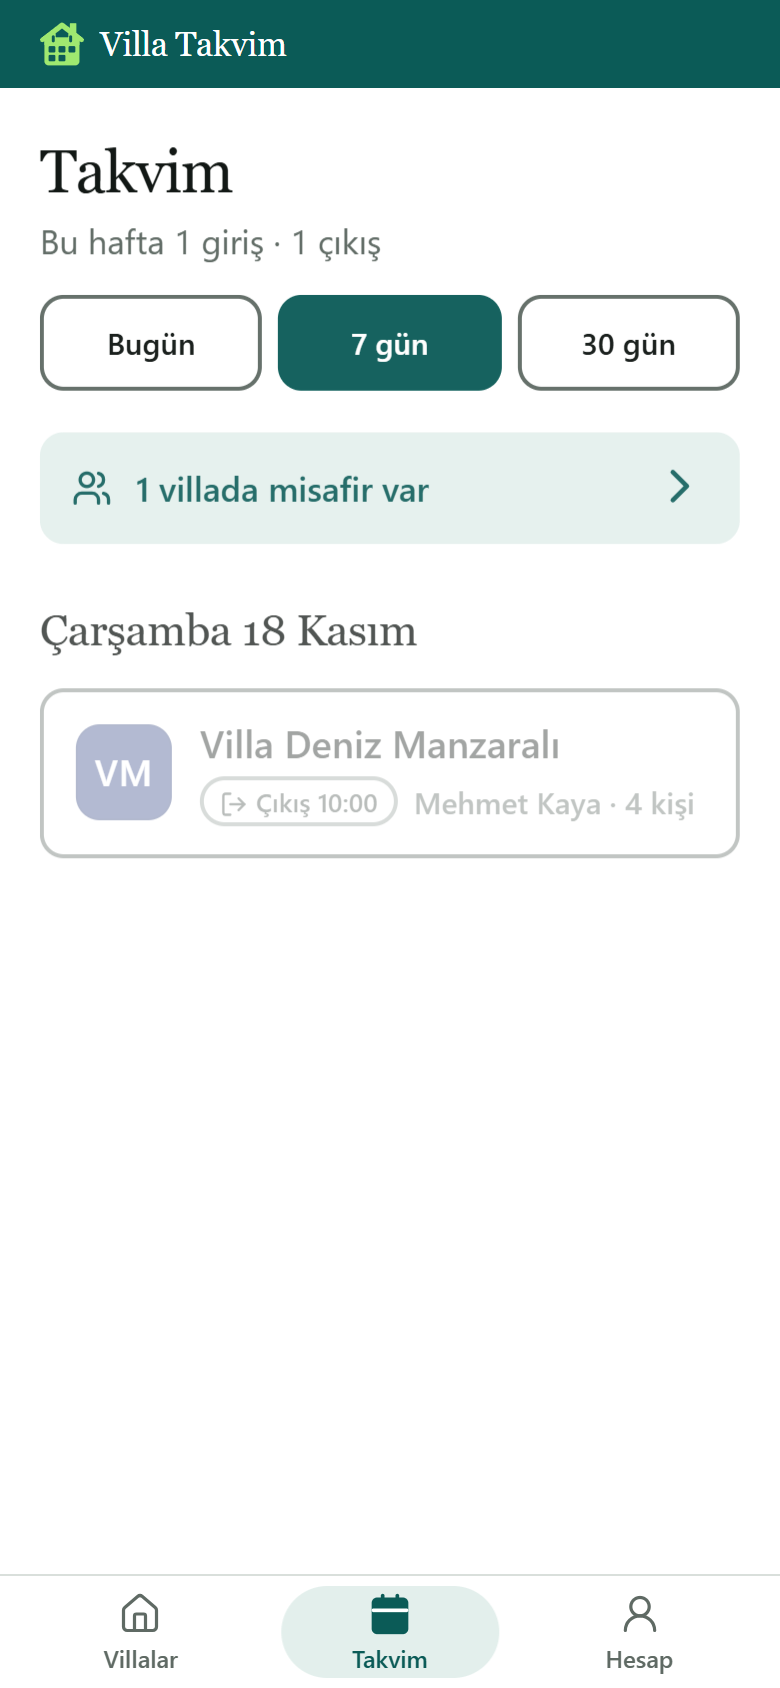 Villa Takvim
Takvim
Bu hafta 1 giriş · 1 çıkış
Bugün
7 gün
30 gün
1 villada misafir var
Çarşamba 18 Kasım
VM
Villa Deniz Manzaralı
Çıkış 10:00
Mehmet Kaya · 4 kişi
Villalar
Takvim
Hesap